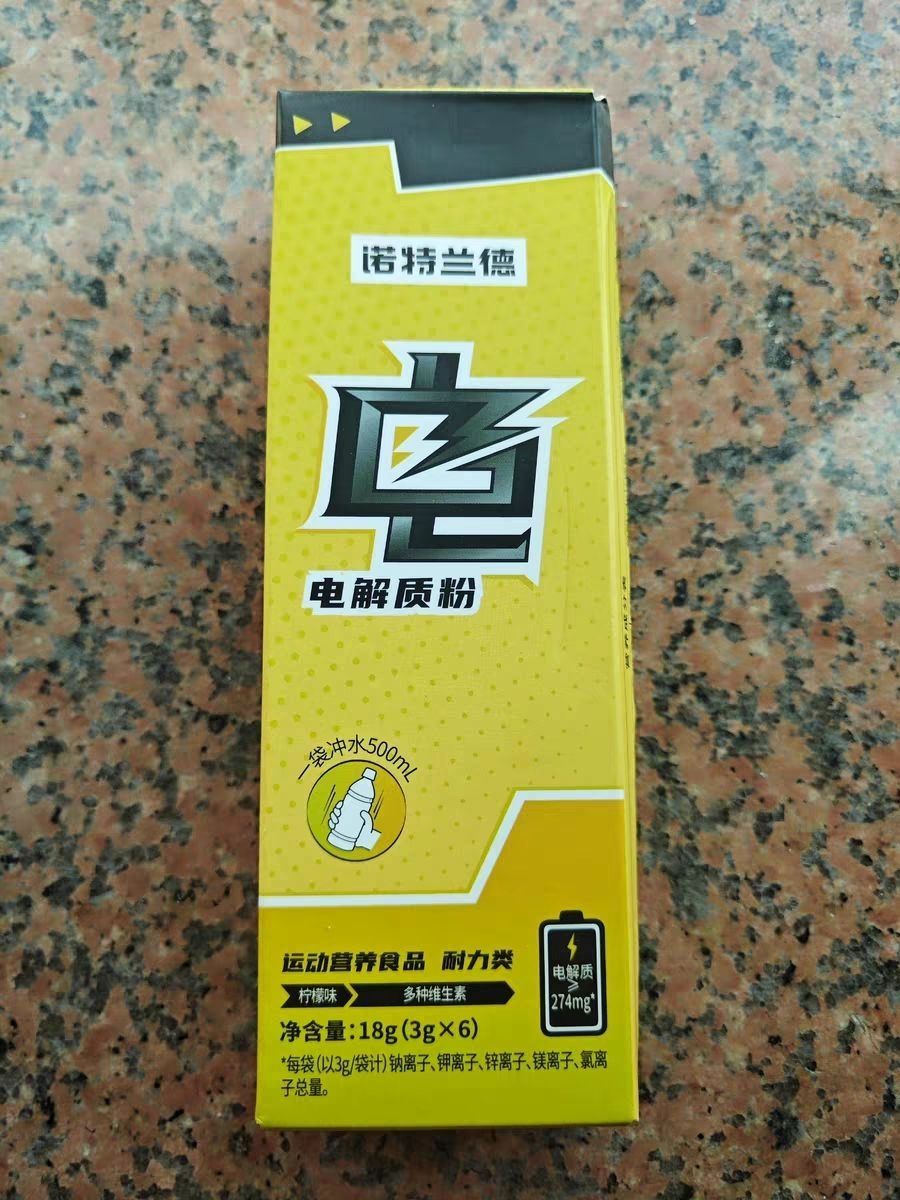 诺特兰德
电
电解质粉
一袋冲水500mL
运动营养食品 耐力类
柠檬味 多种维生素
电解质
≥
274mg*
净含量:18g(3g×6)
*每袋(以3g/袋计)钠离子、钾离子、锌离子、镁离子、氯离
子总量。